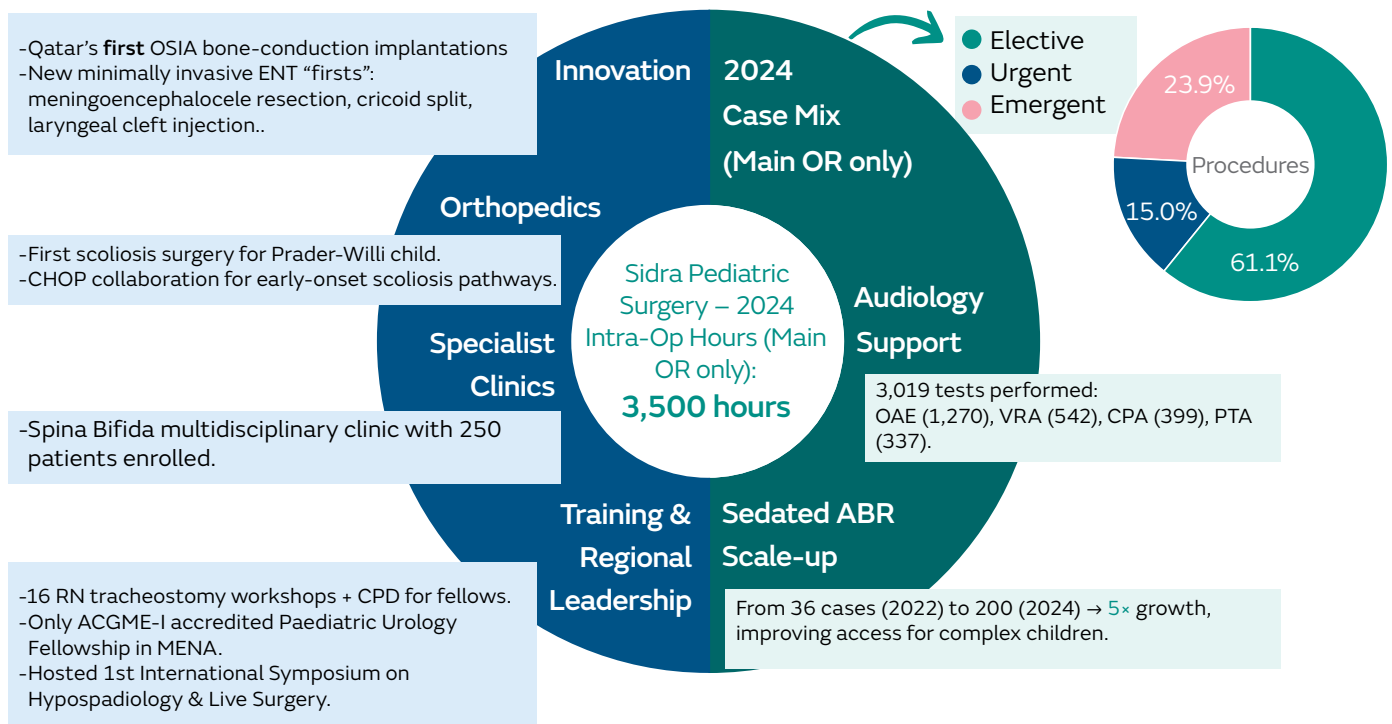 -Qatar's first OSIA bone-conduction implantations
-New minimally invasive ENT “firsts”:
meningoencephalocele resection, cricoid split,
laryngeal cleft injection..
Innovation
2024
Case Mix
(Main OR only)
Elective
Urgent
Emergent
23.9%
Procedures
15.0%
61.1%
Orthopedics
-First scoliosis surgery for Prader-Willi child.
-CHOP collaboration for early-onset scoliosis pathways.
Sidra Pediatric
Surgery – 2024
Intra-Op Hours (Main
OR only):
3,500 hours
Audiology
Support
3,019 tests performed:
OAE (1,270), VRA (542), CPA (399), PTA
(337).
Specialist
Clinics
-Spina Bifida multidisciplinary clinic with 250
patients enrolled.
Training &
Regional
Leadership
-16 RN tracheostomy workshops + CPD for fellows.
-Only ACGME-I accredited Paediatric Urology
Fellowship in MENA.
-Hosted 1st International Symposium on
Hypospadiology & Live Surgery.
Sedated ABR
Scale-up
From 36 cases (2022) to 200 (2024) → 5× growth,
improving access for complex children.